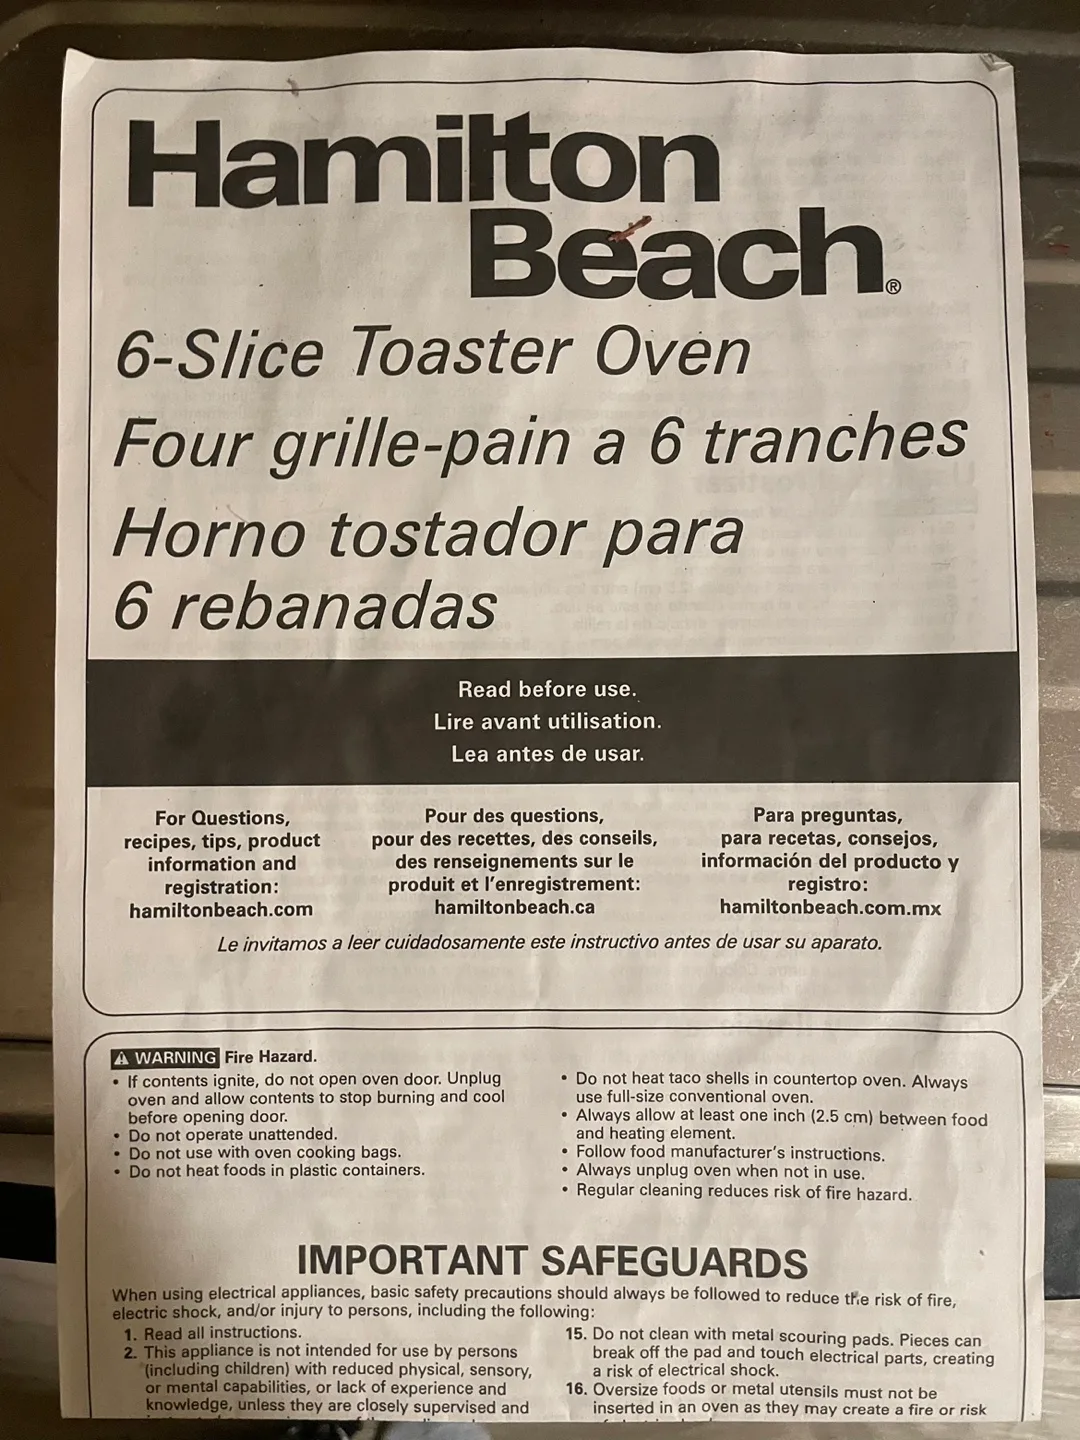 Hamilton
Beach®
6-Slice Toaster Oven
Four grille-pain a 6 tranches
Horno tostador para
6 rebanadas
Read before use.
Lire avant utilisation.
Lea antes de usar.
For Questions,
recipes, tips, product
information and
registration:
hamiltonbeach.com
Pour des questions,
pour des recettes, des conseils,
des renseignements sur le
produit et l'enregistrement:
hamiltonbeach.ca
Para preguntas,
para recetas, consejos,
información del producto y
registro:
hamiltonbeach.com.mx
Le invitamos a leer cuidadosamente este instructivo antes de usar su aparato.
⚠ WARNING Fire Hazard.
• If contents ignite, do not open oven door. Unplug
oven and allow contents to stop burning and cool
before opening door.
• Do not operate unattended.
• Do not use with oven cooking bags.
• Do not heat foods in plastic containers.
• Do not heat taco shells in countertop oven. Always
use full-size conventional oven.
• Always allow at least one inch (2.5 cm) between food
and heating element.
• Follow food manufacturer's instructions.
• Always unplug oven when not in use.
• Regular cleaning reduces risk of fire hazard.
IMPORTANT SAFEGUARDS
When using electrical appliances, basic safety precautions should always be followed to reduce the risk of fire,
electric shock, and/or injury to persons, including the following:
1. Read all instructions.
2. This appliance is not intended for use by persons
(including children) with reduced physical, sensory,
or mental capabilities, or lack of experience and
knowledge, unless they are closely supervised and
15. Do not clean with metal scouring pads. Pieces can
break off the pad and touch electrical parts, creating
a risk of electrical shock.
16. Oversize foods or metal utensils must not be
inserted in an oven as they may create a fire or risk